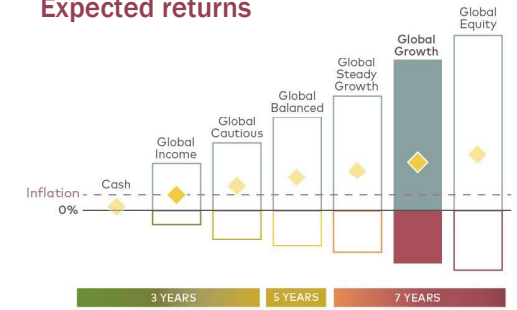 Expected returns
Global
Equity
Global
Growth
Global
Steady
Growth
Global
Balanced
Global
Cautious
Global
Income
Cash
Inflation
0%
3 YEARS
5 YEARS
7 YEARS